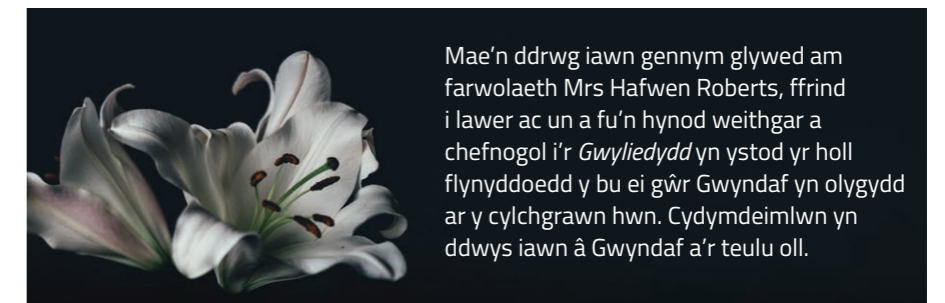 Mae’n ddrwg iawn gennym glywed am
farwolaeth Mrs Hafwen Roberts, ffrind
i lawer ac un a fu’n hynod weithgar a
chefnogol i’r Gwyliedydd yn ystod yr holl
flynyddoedd y bu ei gŵr Gwyndaf yn olygydd
ar y cylchgrawn hwn. Cydymdeimlwn yn
ddwys iawn â Gwyndaf a’r teulu oll.